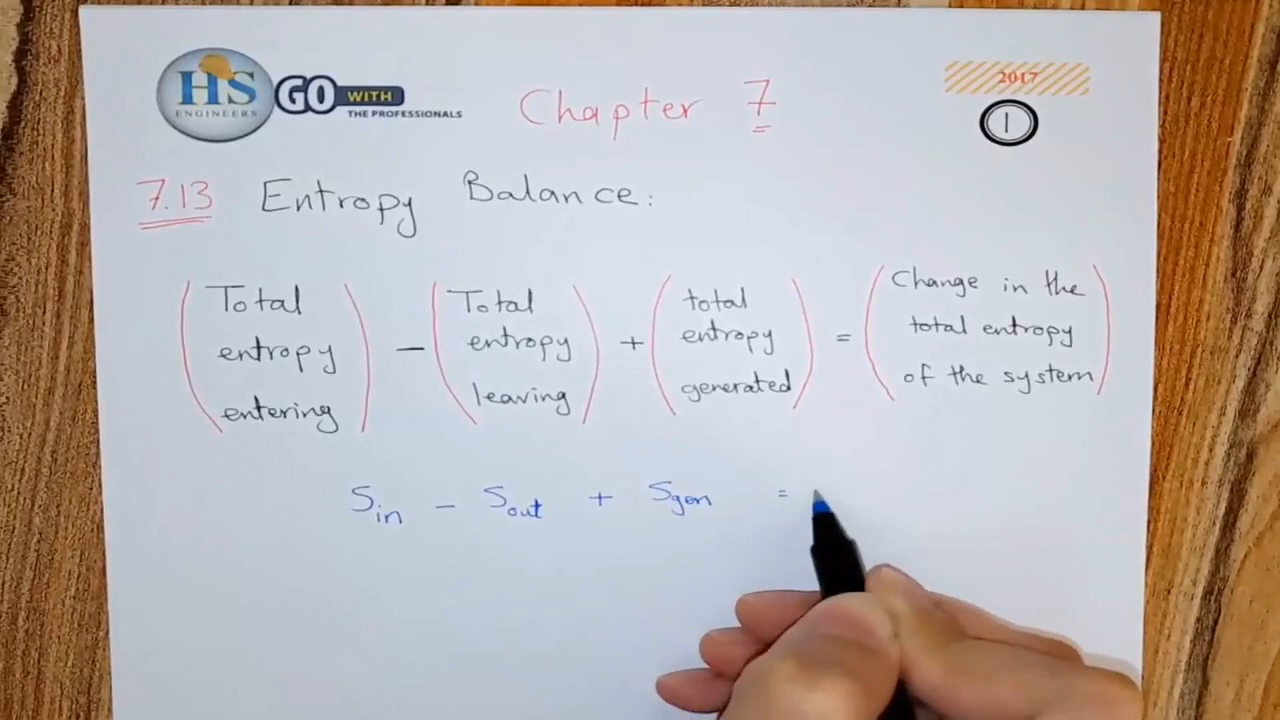 HS
ENGINEERS
GO WITH
THE PROFESSIONALS
Chapter 7
2017
1
7.13 Entropy Balance:
(Total entropy entering) − (Total entropy leaving) + (total entropy generated) = (Change in the total entropy of the system)
Sin − Sout + Sgen =